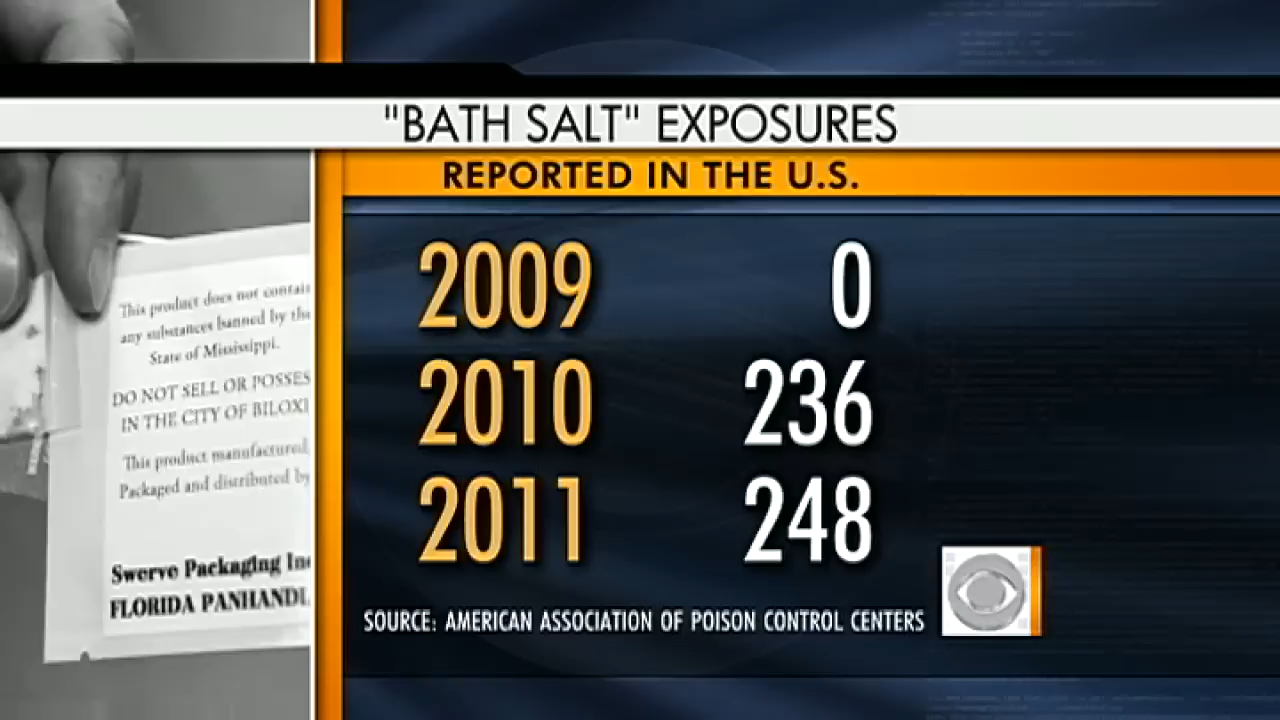 "BATH SALT" EXPOSURES
REPORTED IN THE U.S.
2009 0
2010 236
2011 248
SOURCE: AMERICAN ASSOCIATION OF POISON CONTROL CENTERS
This product does not contai
any substances banned by the
State of Mississippi.
DO NOT SELL OR POSSES
IN THE CITY OF BILOXI
This product manufactured,
Packaged and distributed by
Swerve Packaging In
FLORIDA PANHANDL